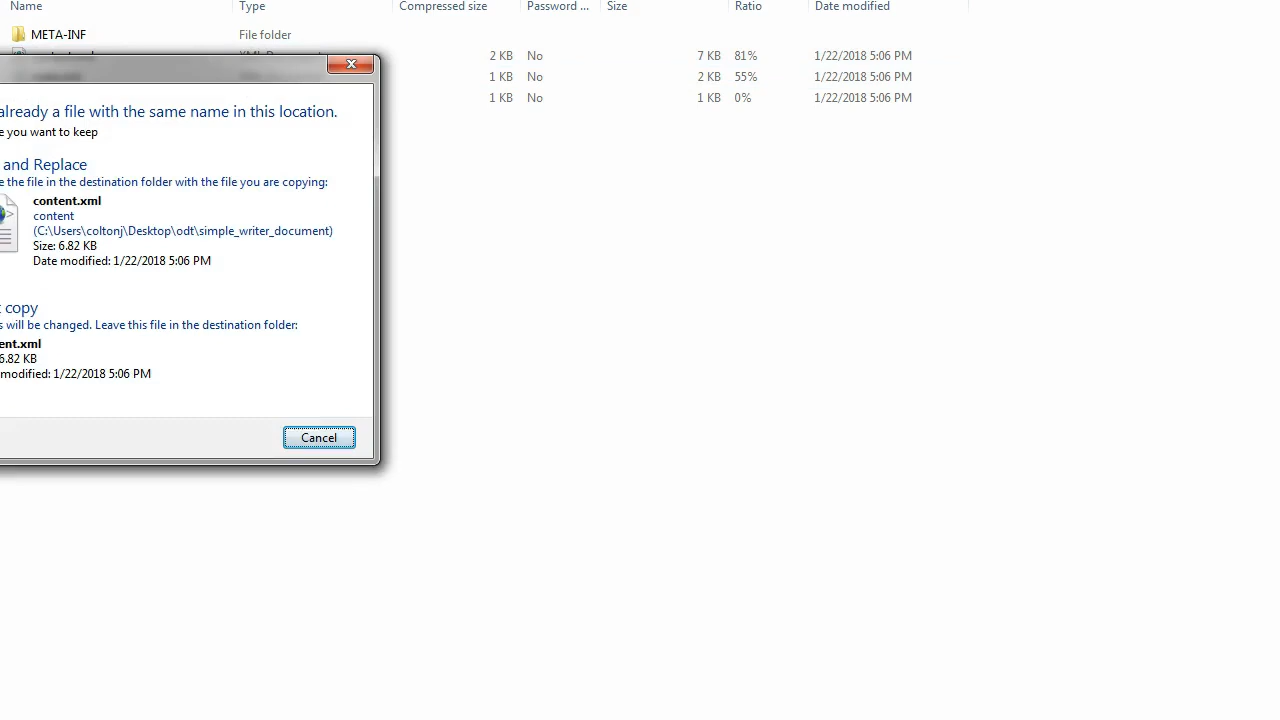 Name Type Compressed size Password ... Size Ratio Date modified
META-INF File folder
2 KB No 7 KB 81% 1/22/2018 5:06 PM
1 KB No 2 KB 55% 1/22/2018 5:06 PM
1 KB No 1 KB 0% 1/22/2018 5:06 PM
already a file with the same name in this location.
e you want to keep
and Replace
e the file in the destination folder with the file you are copying:
content.xml
content
(C:\Users\coltonj\Desktop\odt\simple_writer_document)
Size: 6.82 KB
Date modified: 1/22/2018 5:06 PM
copy
s will be changed. Leave this file in the destination folder:
ent.xml
6.82 KB
modified: 1/22/2018 5:06 PM
Cancel